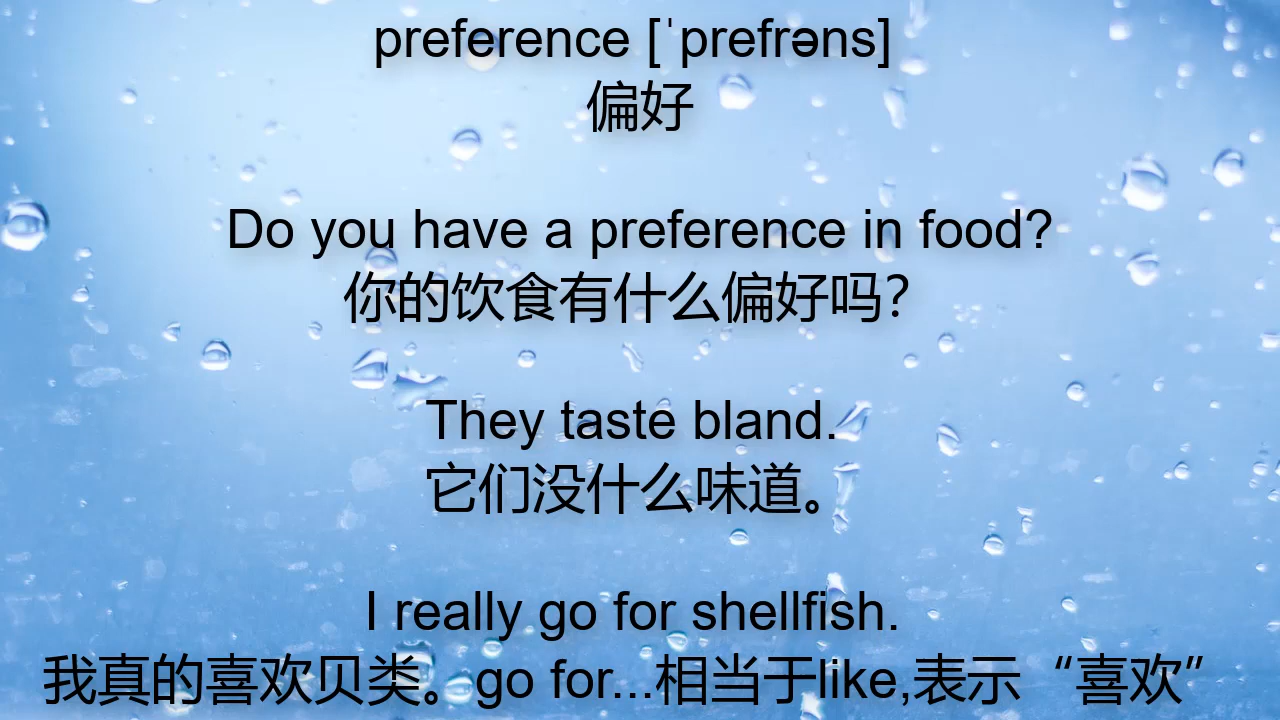 preference [ˈprefrəns]
偏好
Do you have a preference in food?
你的饮食有什么偏好吗?
They taste bland.
它们没什么味道。
I really go for shellfish.
我真的喜欢贝类。go for...相当于like,表示“喜欢”